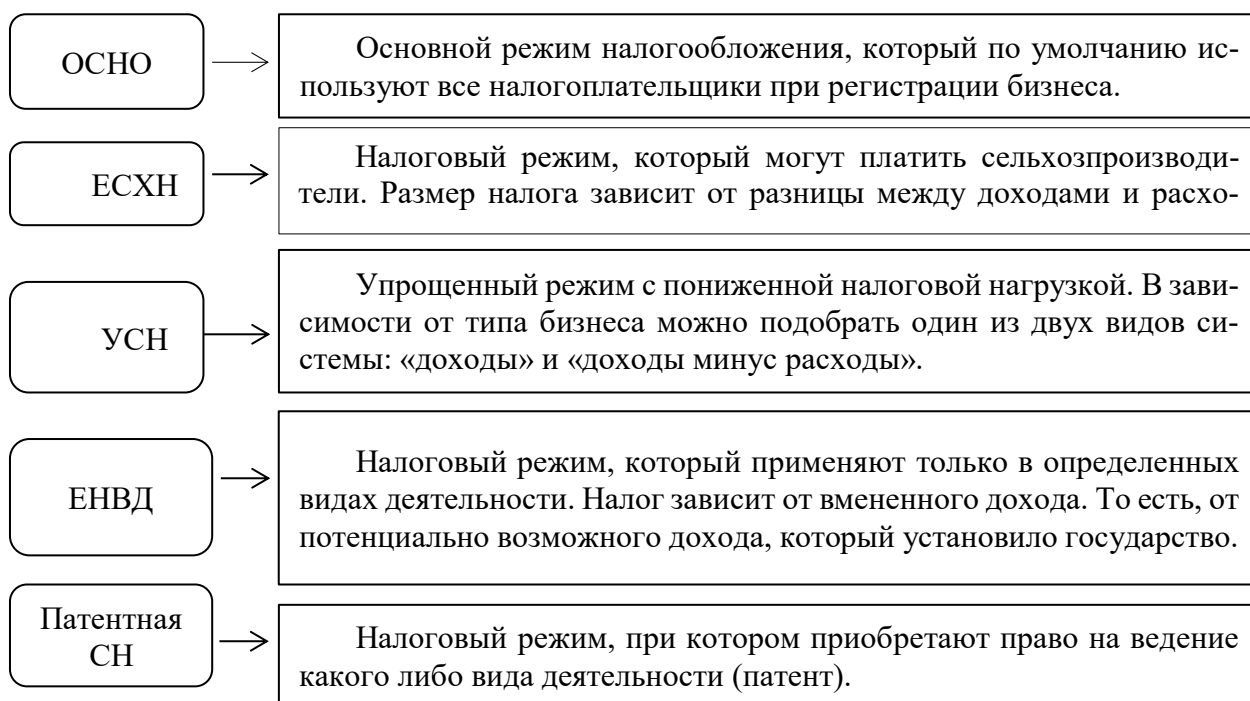 ОСНО
Основной режим налогообложения, который по умолчанию ис-
пользуют все налогоплательщики при регистрации бизнеса.
ЕСХН
Налоговый режим, который могут платить сельхозпроизводи-
тели. Размер налога зависит от разницы между доходами и расхо-
УСН
Упрощенный режим с пониженной налоговой нагрузкой. В зави-
симости от типа бизнеса можно подобрать один из двух видов си-
стемы: «доходы» и «доходы минус расходы».
ЕНВД
Налоговый режим, который применяют только в определенных
видах деятельности. Налог зависит от вмененного дохода. То есть, от
потенциально возможного дохода, который установило государство.
Патентная
СН
Налоговый режим, при котором приобретают право на ведение
какого либо вида деятельности (патент).